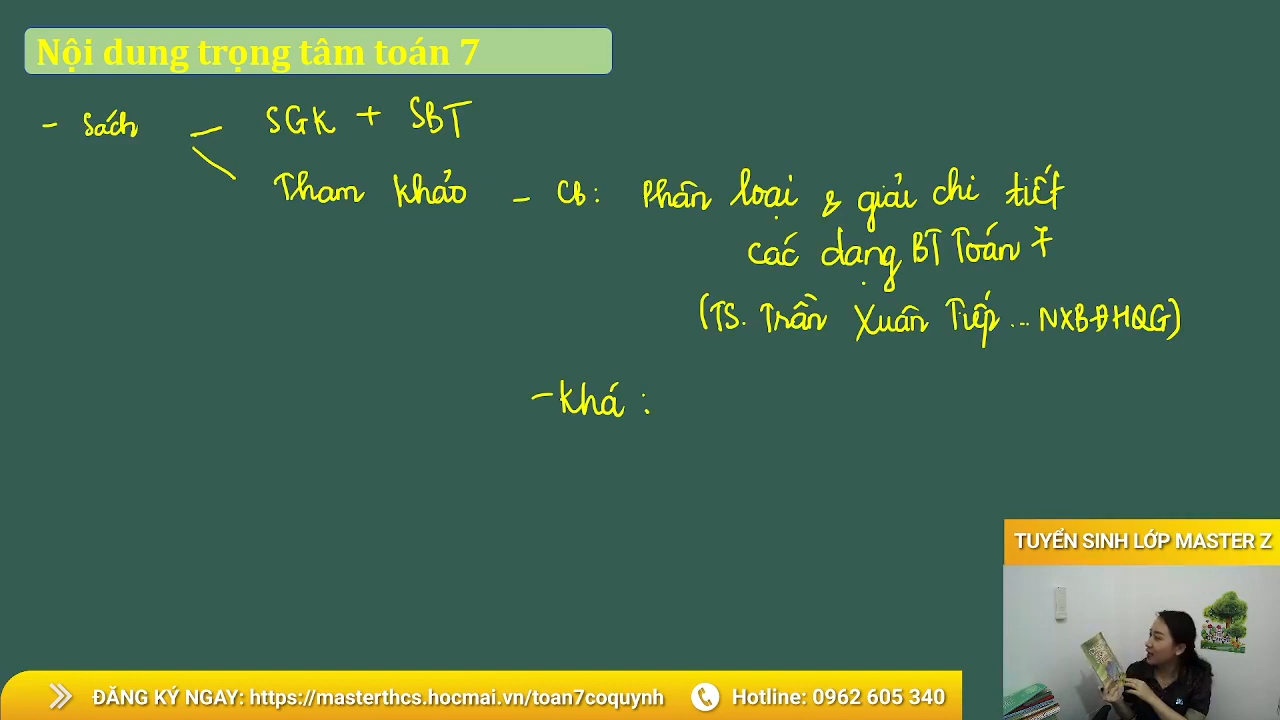 Nội dung trọng tâm toán 7
- Sách - SGK + SBT
Tham khảo - CB: Phân loại & giải chi tiết
các dạng BT Toán 7
(TS. Trần Xuân Tiếp ... NXBĐHQG)
- Khá :
TUYỂN SINH LỚP MASTER Z
ĐĂNG KÝ NGAY: https://masterthcs.hocmai.vn/toan7coquynh
Hotline: 0962 605 340